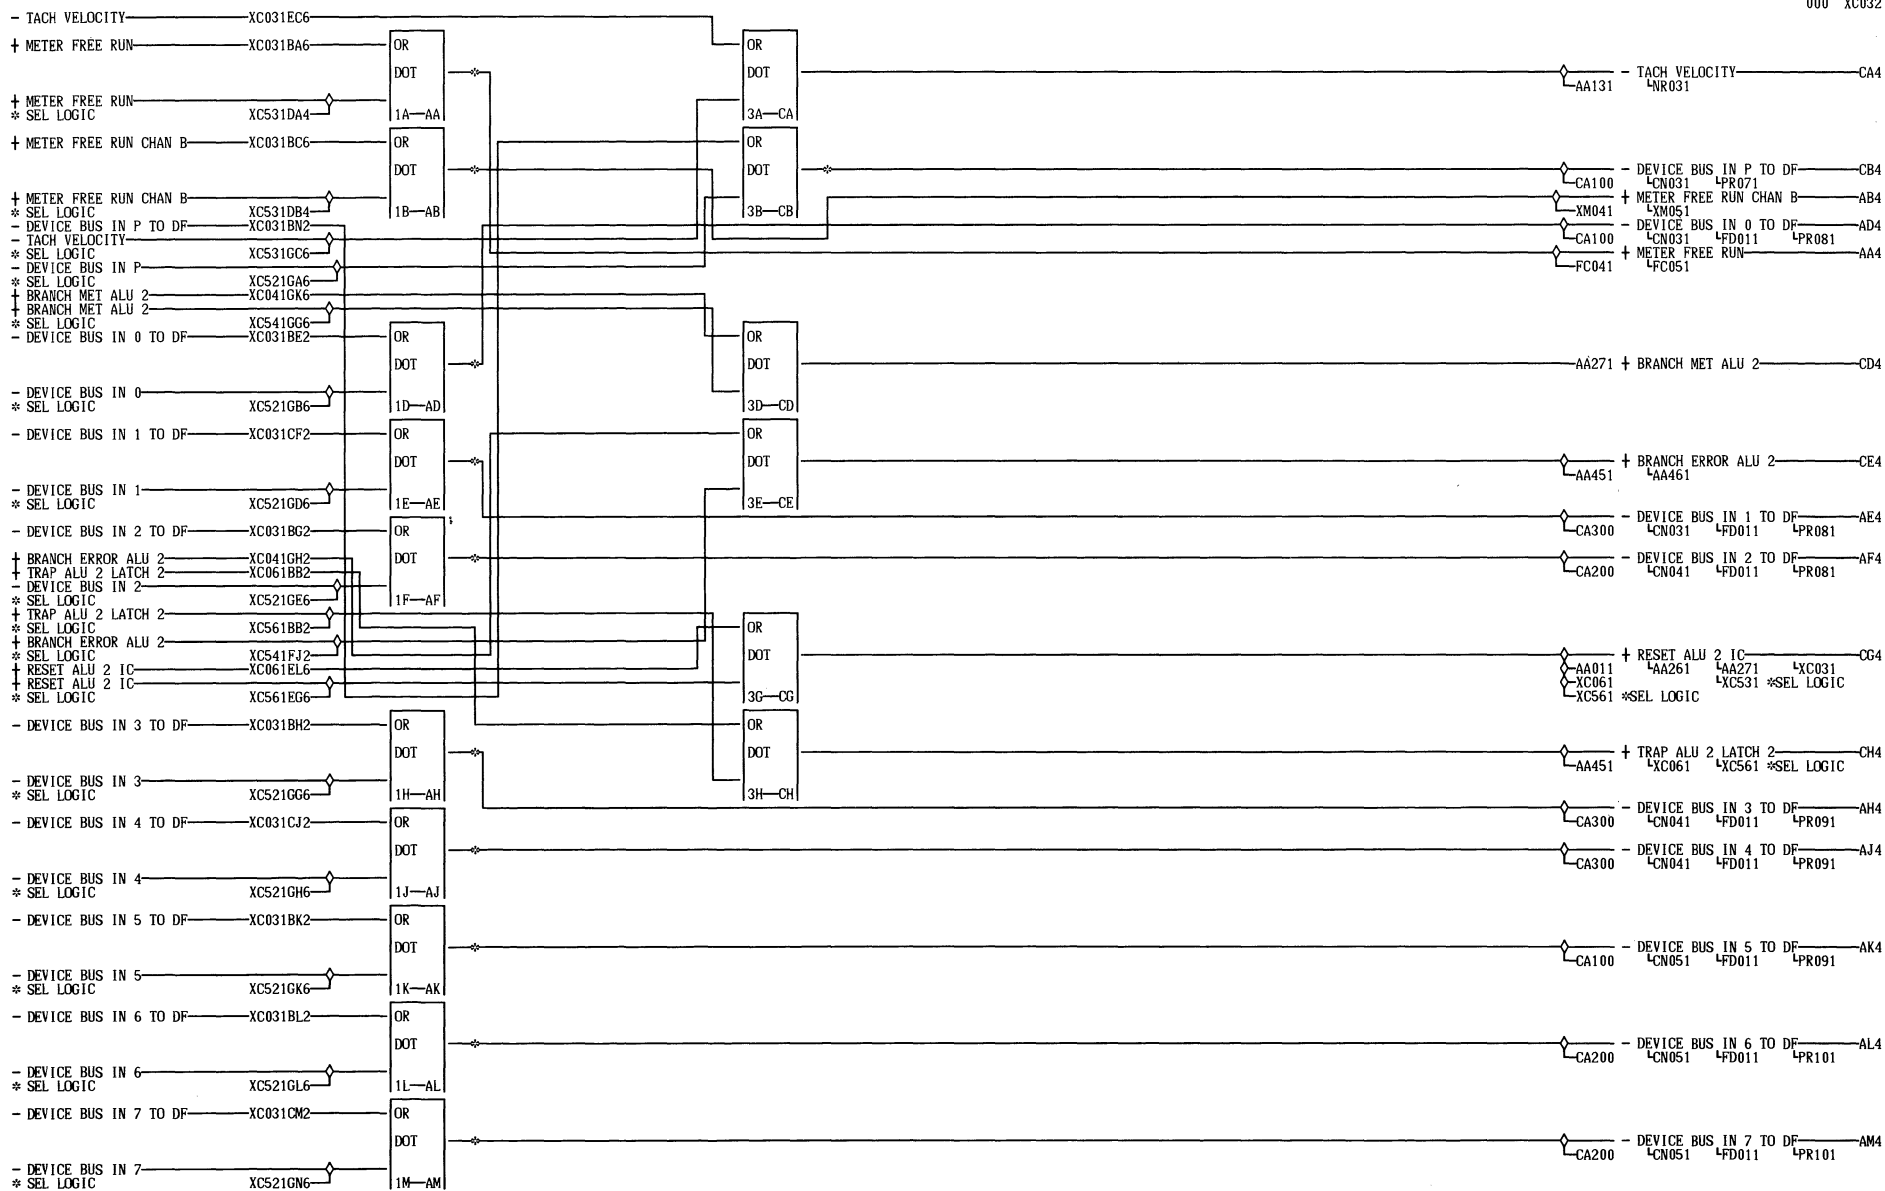 000 XC032
− TACH VELOCITY XC031EC6
+ METER FREE RUN XC031BA6 OR OR
DOT DOT − TACH VELOCITY CA4
AA131 NR031
+ METER FREE RUN
* SEL LOGIC XC531DA4 1A AA 3A CA
+ METER FREE RUN CHAN B XC031BC6 OR OR
DOT DOT − DEVICE BUS IN P TO DF CB4
CA100 CN031 PR071
+ METER FREE RUN CHAN B + METER FREE RUN CHAN B AB4
* SEL LOGIC XC531DB4 1B AB 3B CB XM041 XM051
− DEVICE BUS IN P TO DF XC031BN2 − DEVICE BUS IN 0 TO DF AD4
− TACH VELOCITY CA100 CN031 FD011 PR081
* SEL LOGIC XC531GC6 + METER FREE RUN AA4
− DEVICE BUS IN P FC041 FC051
* SEL LOGIC XC521GA6
+ BRANCH MET ALU 2 XC041GK6
+ BRANCH MET ALU 2
* SEL LOGIC XC541GG6
− DEVICE BUS IN 0 TO DF XC031BE2 OR OR
DOT DOT AA271 + BRANCH MET ALU 2 CD4
− DEVICE BUS IN 0
* SEL LOGIC XC521GB6 1D AD 3D CD
− DEVICE BUS IN 1 TO DF XC031CF2 OR OR
DOT DOT + BRANCH ERROR ALU 2 CE4
AA451 AA461
− DEVICE BUS IN 1
* SEL LOGIC XC521GD6 1E AE 3E CE
− DEVICE BUS IN 1 TO DF AE4
− DEVICE BUS IN 2 TO DF XC031BG2 OR CA300 CN031 FD011 PR081
+ BRANCH ERROR ALU 2 XC041GH2 DOT − DEVICE BUS IN 2 TO DF AF4
+ TRAP ALU 2 LATCH 2 XC061BB2 CA200 CN041 FD011 PR081
− DEVICE BUS IN 2
* SEL LOGIC XC521GE6 1F AF
+ TRAP ALU 2 LATCH 2
* SEL LOGIC XC561BB2 OR
+ BRANCH ERROR ALU 2
* SEL LOGIC XC541FJ2 DOT + RESET ALU 2 IC CG4
+ RESET ALU 2 IC XC061EL6 AA011 AA261 AA271 XC031
+ RESET ALU 2 IC XC061 XC531 *SEL LOGIC
* SEL LOGIC XC561EG6 3G CG XC561 *SEL LOGIC
− DEVICE BUS IN 3 TO DF XC031BH2 OR OR
DOT DOT + TRAP ALU 2 LATCH 2 CH4
AA451 XC061 XC561 *SEL LOGIC
− DEVICE BUS IN 3
* SEL LOGIC XC521GG6 1H AH 3H CH
− DEVICE BUS IN 3 TO DF AH4
− DEVICE BUS IN 4 TO DF XC031CJ2 OR CA300 CN041 FD011 PR091
DOT − DEVICE BUS IN 4 TO DF AJ4
CA300 CN041 FD011 PR091
− DEVICE BUS IN 4
* SEL LOGIC XC521GH6 1J AJ
− DEVICE BUS IN 5 TO DF XC031BK2 OR
DOT − DEVICE BUS IN 5 TO DF AK4
CA100 CN051 FD011 PR091
− DEVICE BUS IN 5
* SEL LOGIC XC521GK6 1K AK
− DEVICE BUS IN 6 TO DF XC031BL2 OR
DOT − DEVICE BUS IN 6 TO DF AL4
CA200 CN051 FD011 PR101
− DEVICE BUS IN 6
* SEL LOGIC XC521GL6 1L AL
− DEVICE BUS IN 7 TO DF XC031CM2 OR
DOT − DEVICE BUS IN 7 TO DF AM4
CA200 CN051 FD011 PR101
− DEVICE BUS IN 7
* SEL LOGIC XC521GN6 1M AM